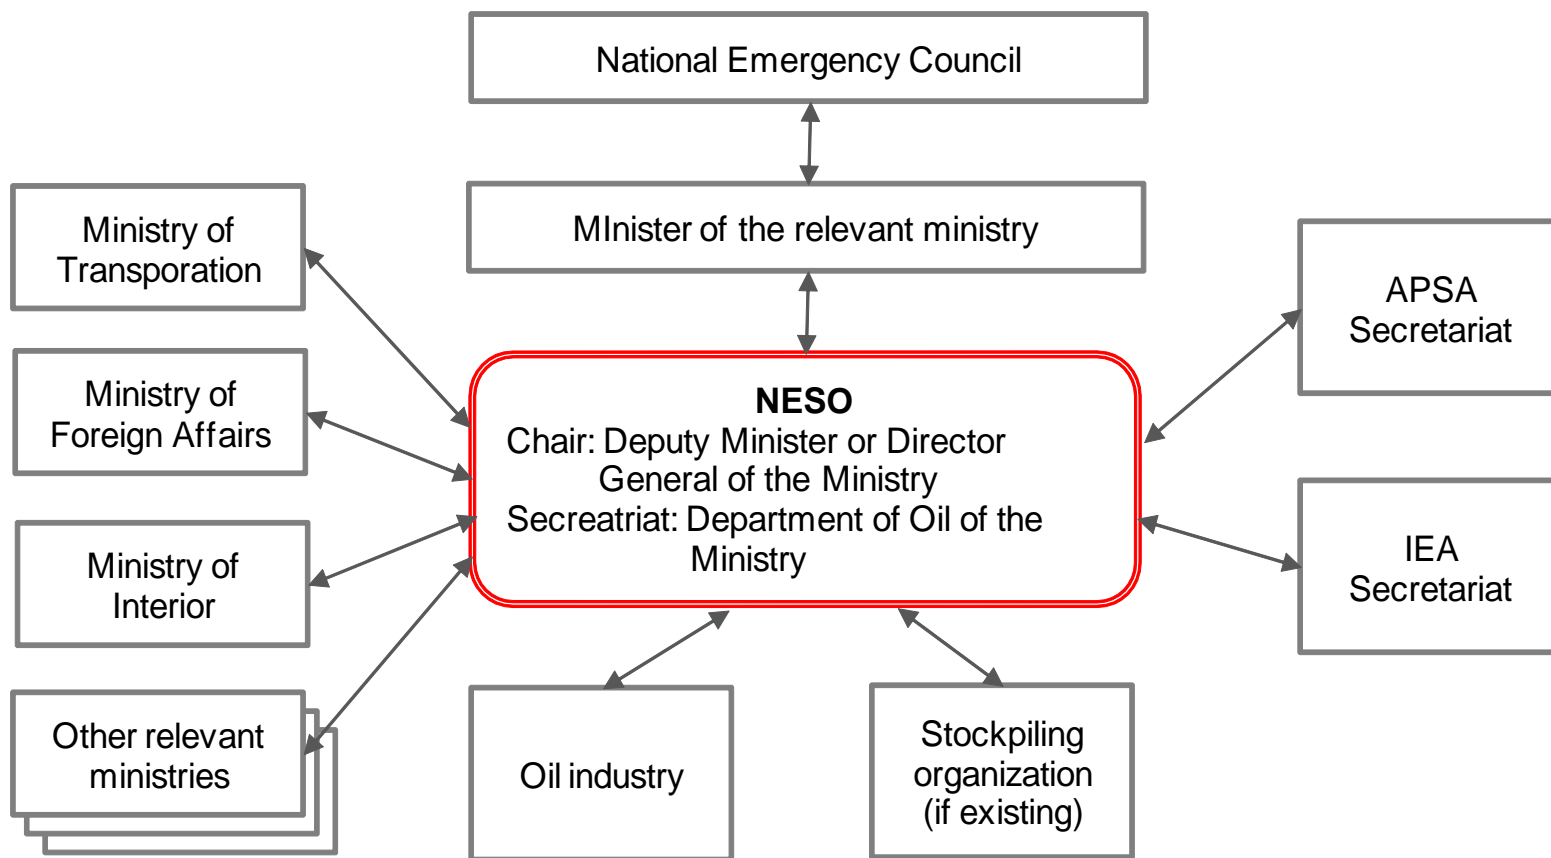 National Emergency Council
MInister of the relevant ministry
Ministry of
Transporation
Ministry of
Foreign Affairs
Ministry of
Interior
Other relevant
ministries
NESO
Chair: Deputy Minister or Director
General of the Ministry
Secreatriat: Department of Oil of the
Ministry
APSA
Secretariat
IEA
Secretariat
Oil industry
Stockpiling
organization
(if existing)